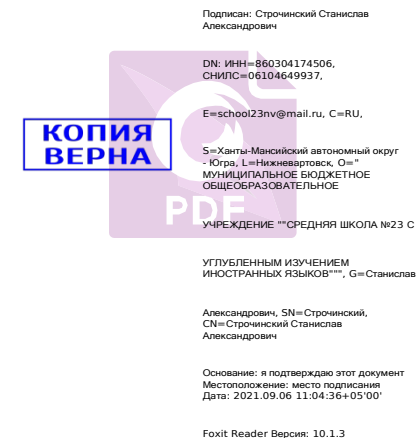 Подписан: Строчинский Станислав
Александрович
DN: ИНН=860304174506,
СНИЛС=06104649937,
E=school23nv@mail.ru, C=RU,
КОПИЯ
ВЕРНА
S=Ханты-Мансийский автономный округ
- Югра, L=Нижневартовск, O="
МУНИЦИПАЛЬНОЕ БЮДЖЕТНОЕ
ОБЩЕОБРАЗОВАТЕЛЬНОЕ
PDF
УЧРЕЖДЕНИЕ ""СРЕДНЯЯ ШКОЛА №23 С
УГЛУБЛЕННЫМ ИЗУЧЕНИЕМ
ИНОСТРАННЫХ ЯЗЫКОВ""", G=Станислав
Александрович, SN=Строчинский,
CN=Строчинский Станислав
Александрович
Основание: я подтверждаю этот документ
Местоположение: место подписания
Дата: 2021.09.06 11:04:36+05'00'
Foxit Reader Версия: 10.1.3